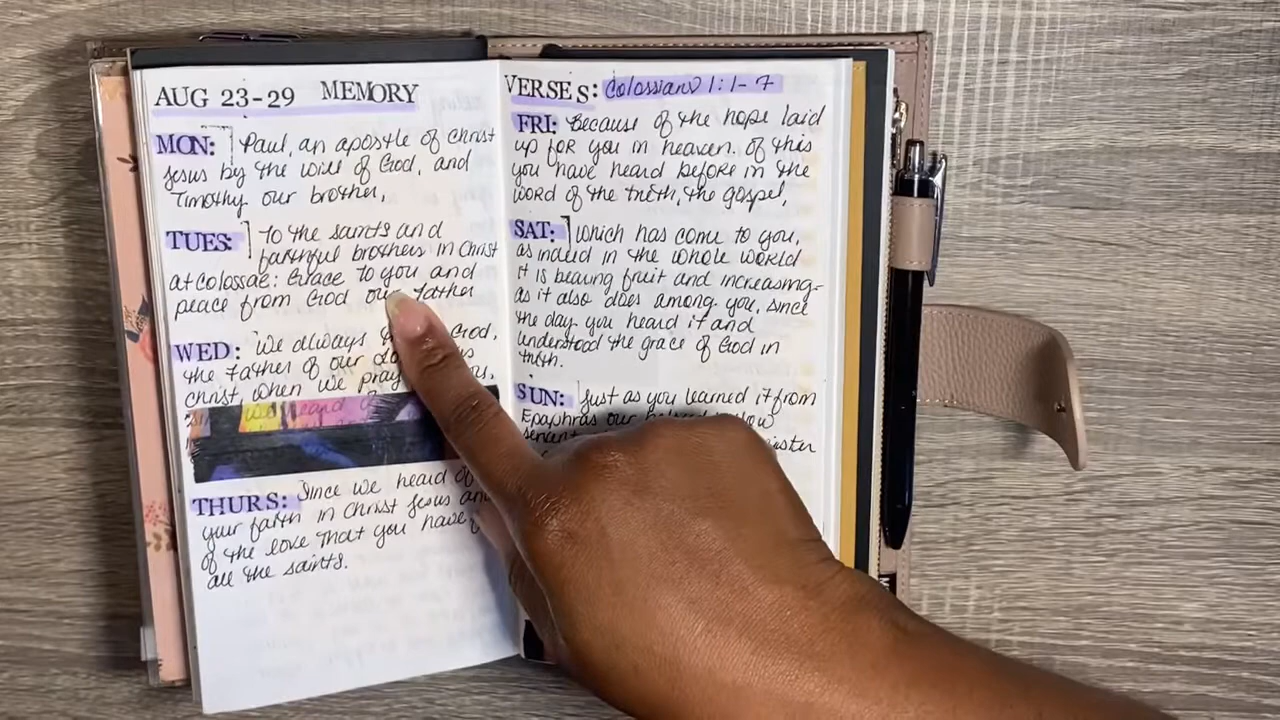 AUG 23-29 MEMORY
MON: Paul, an apostle of Christ
Jesus by the will of God, and
Timothy our brother,
TUES: To the saints and
faithful brothers in Christ
at Colossae: Grace to you and
peace from God our Father
WED: We always God,
the Father of our
Christ, when we pray
we heard of
THURS: Since we heard of
your faith in Christ Jesus and
of the love that you have
all the saints.
VERSES: Colossians 1:1-7
FRI: Because of the hope laid
up for you in heaven. Of this
you have heard before in the
word of the truth, the gospel,
SAT: Which has come to you,
as indeed in the whole world
it is bearing fruit and increasing-
as it also does among you, since
the day you heard it and
understood the grace of God in
truth.
SUN: Just as you learned it from
Epaphras our